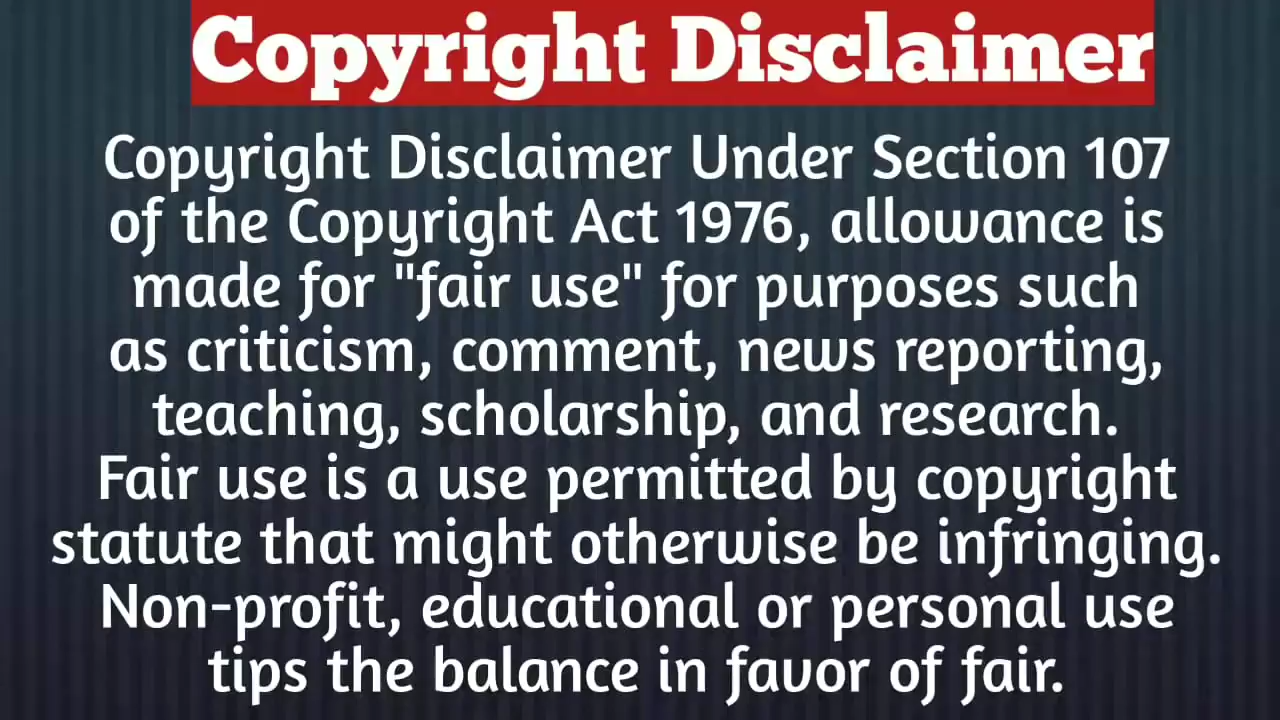 Copyright Disclaimer
Copyright Disclaimer Under Section 107
of the Copyright Act 1976, allowance is
made for "fair use" for purposes such
as criticism, comment, news reporting,
teaching, scholarship, and research.
Fair use is a use permitted by copyright
statute that might otherwise be infringing.
Non-profit, educational or personal use
tips the balance in favor of fair.